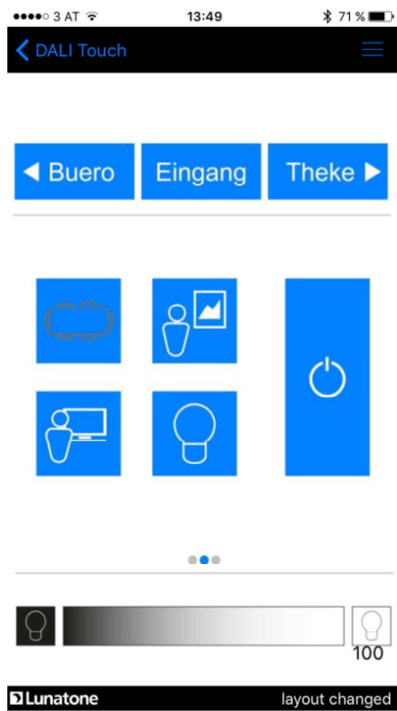 3 AT 13:49 71 %
DALI Touch
Buero Eingang Theke
100
Lunatone layout changed